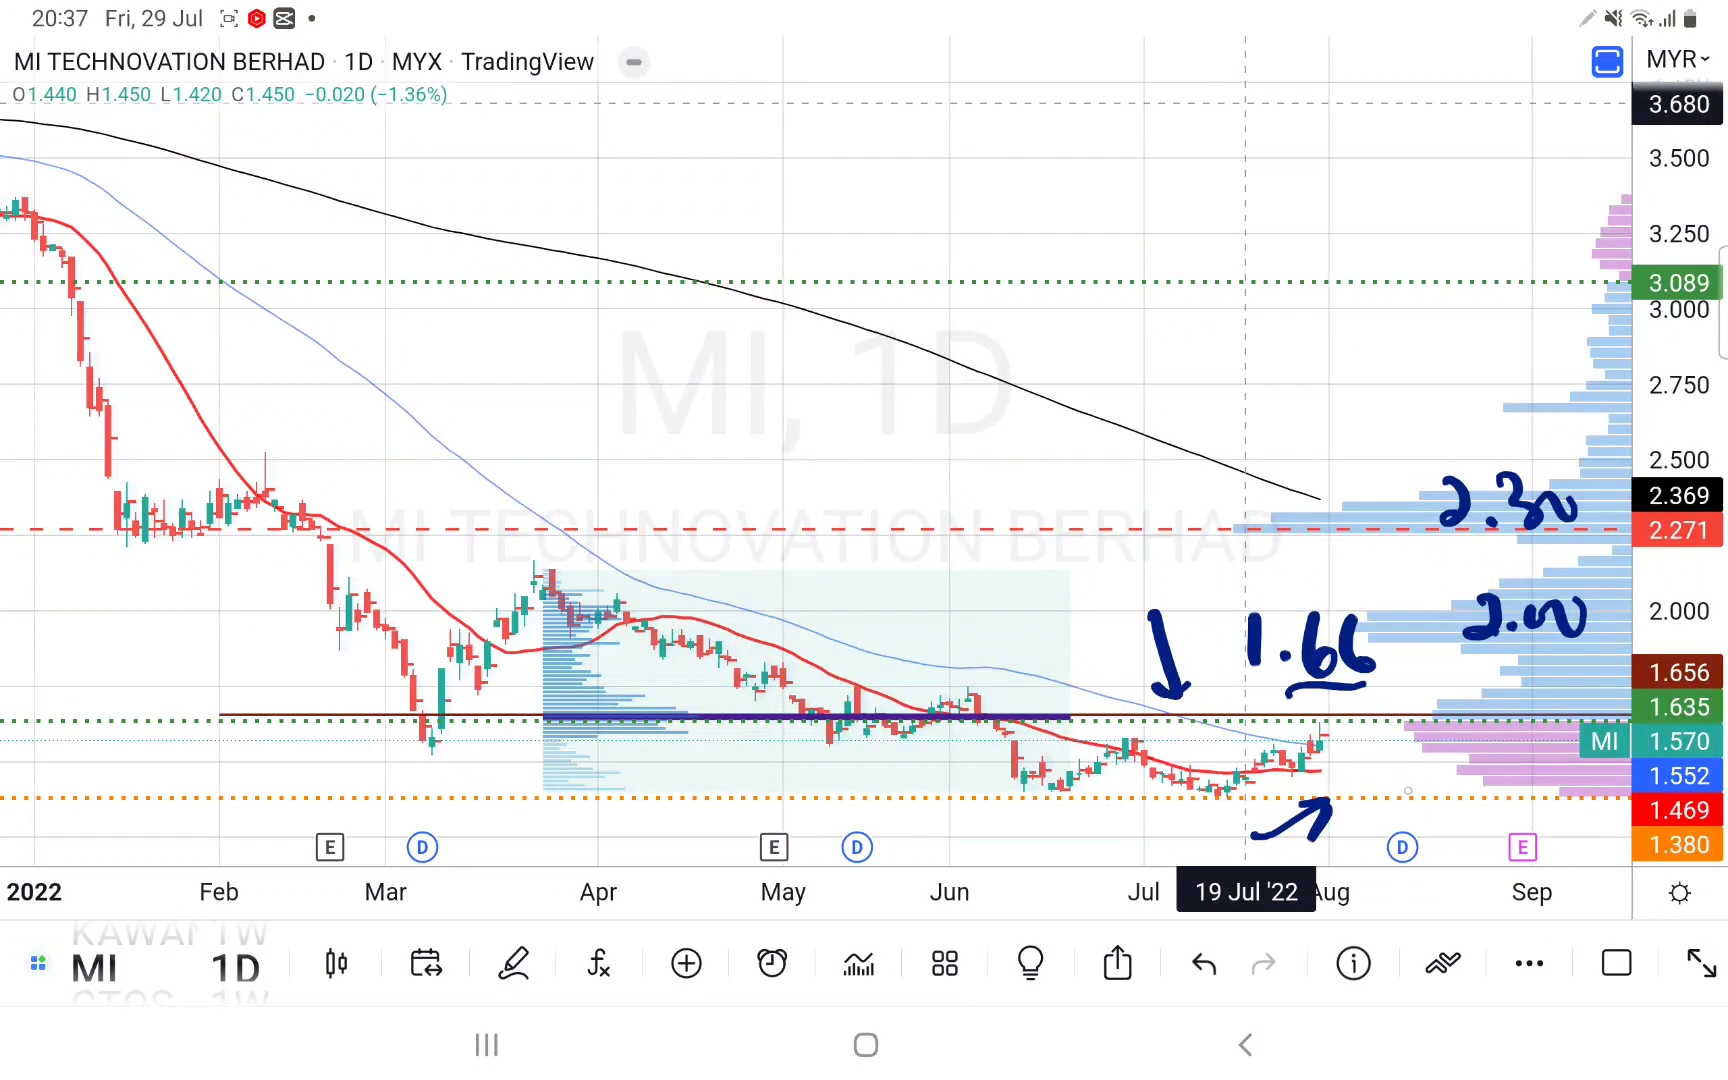 20:37 Fri, 29 Jul
MI TECHNOVATION BERHAD · 1D · MYX · TradingView
MYR
O1.440 H1.450 L1.420 C1.450 −0.020 (−1.36%)
3.680
3.500
3.250
3.089
3.000
MI, 1D
2.750
2.500
2.369
2.30
2.271
MI TECHNOVATION BERHAD
2.000
2.00
1.66
1.656
1.635
MI 1.570
1.552
1.469
1.380
E D E D D E
2022 Feb Mar Apr May Jun Jul 19 Jul '22 Aug Sep
KAWAN 1W
MI 1D
CTOS 1W